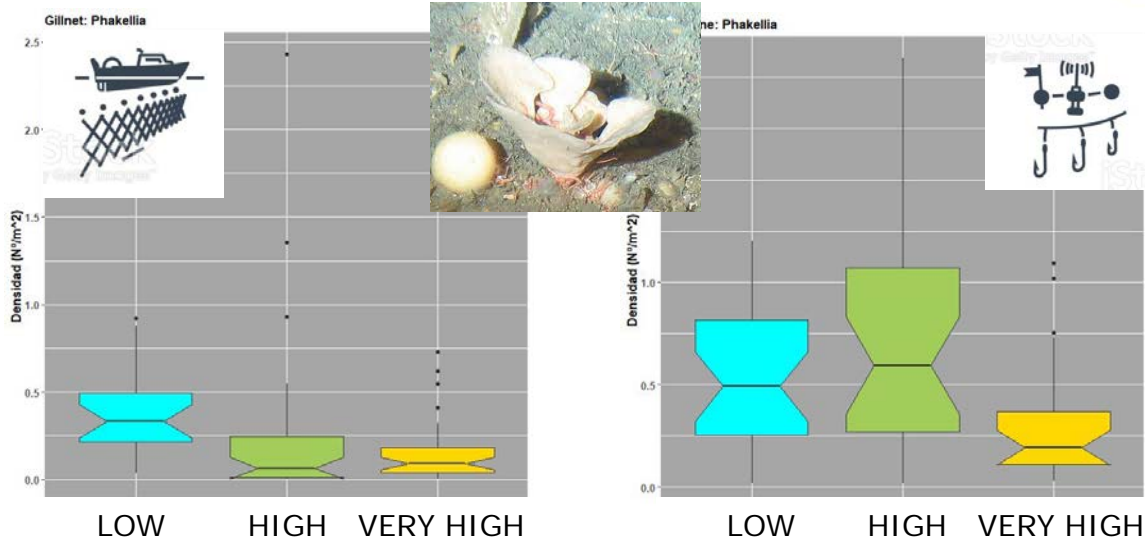 Gillnet: Phakellia
Densidad (Nº/m^2)
2.5
2.0
1.5
1.0
0.5
0.0
LOW HIGH VERY HIGH
ne: Phakellia
Densidad (Nº/m^2)
1.0
0.5
0.0
LOW HIGH VERY HIGH